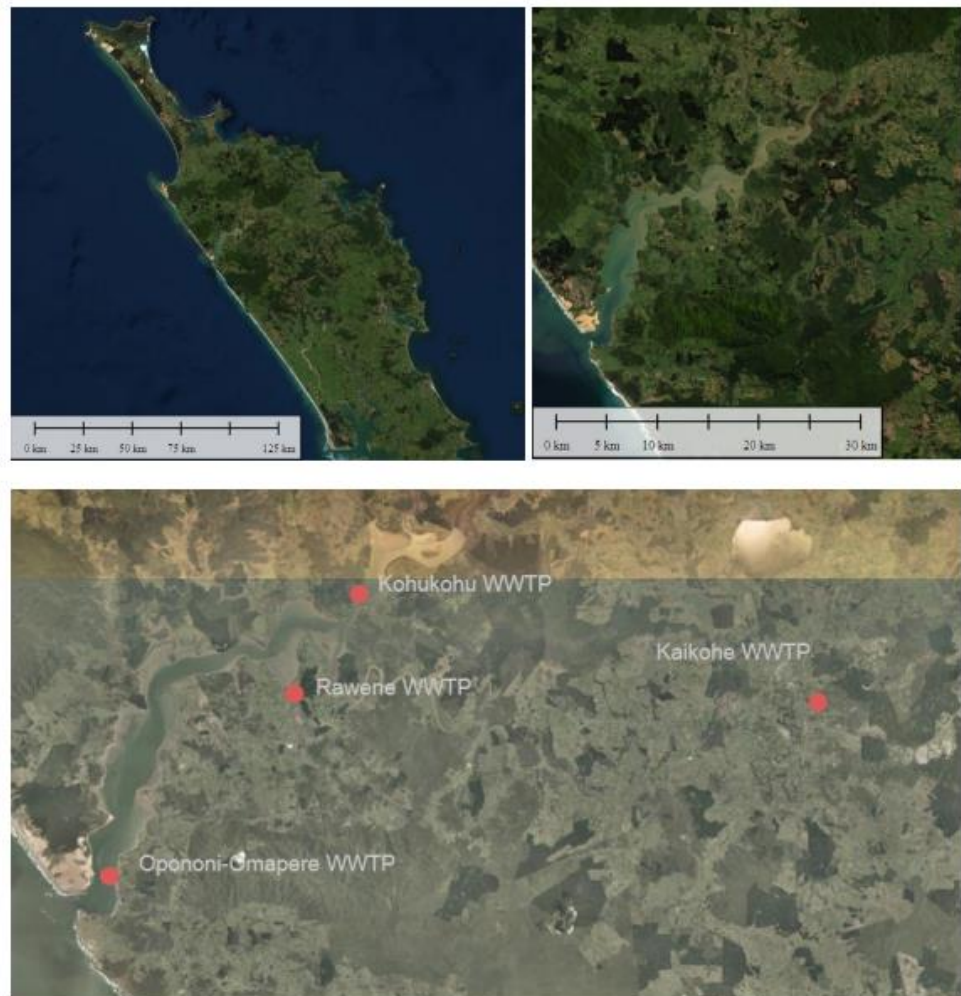 0 km 25 km 50 km 75 km 125 km
0 km 5 km 10 km 20 km 30 km
Kohukohu WWTP
Kaikohe WWTP
Rawene WWTP
Opononi-Omapere WWTP